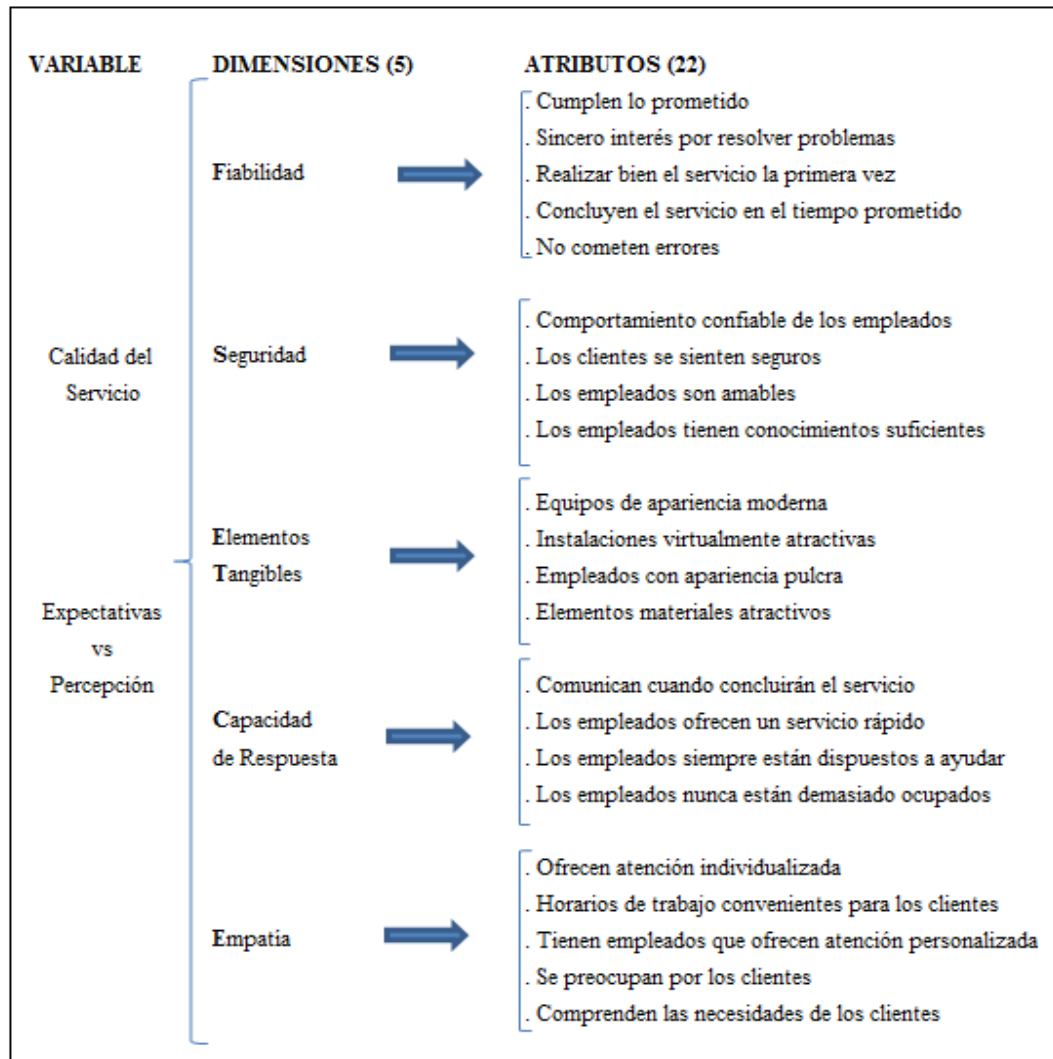 VARIABLE DIMENSIONES (5) ATRIBUTOS (22)
. Cumplen lo prometido
. Sincero interés por resolver problemas
Fiabilidad
. Realizar bien el servicio la primera vez
. Concluyen el servicio en el tiempo prometido
. No cometen errores
Calidad del
Servicio
Seguridad
. Comportamiento confiable de los empleados
. Los clientes se sienten seguros
. Los empleados son amables
. Los empleados tienen conocimientos suficientes
Elementos
Tangibles
. Equipos de apariencia moderna
. Instalaciones virtualmente atractivas
. Empleados con apariencia pulcra
. Elementos materiales atractivos
Expectativas
vs
Percepción
Capacidad
de Respuesta
. Comunican cuando concluirán el servicio
. Los empleados ofrecen un servicio rápido
. Los empleados siempre están dispuestos a ayudar
. Los empleados nunca están demasiado ocupados
Empatia
. Ofrecen atención individualizada
. Horarios de trabajo convenientes para los clientes
. Tienen empleados que ofrecen atención personalizada
. Se preocupan por los clientes
. Comprenden las necesidades de los clientes